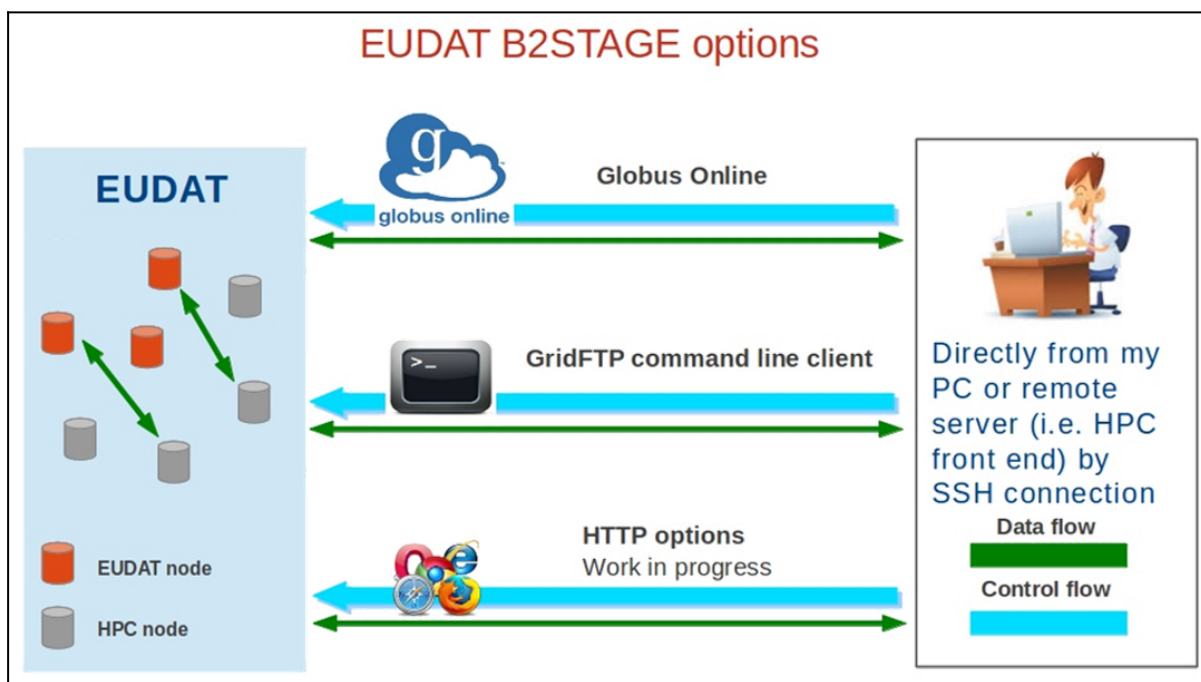 EUDAT B2STAGE options
EUDAT
g
globus online
Globus Online
>_
GridFTP command line client
HTTP options
Work in progress
EUDAT node
HPC node
Directly from my
PC or remote
server (i.e. HPC
front end) by
SSH connection
Data flow
Control flow